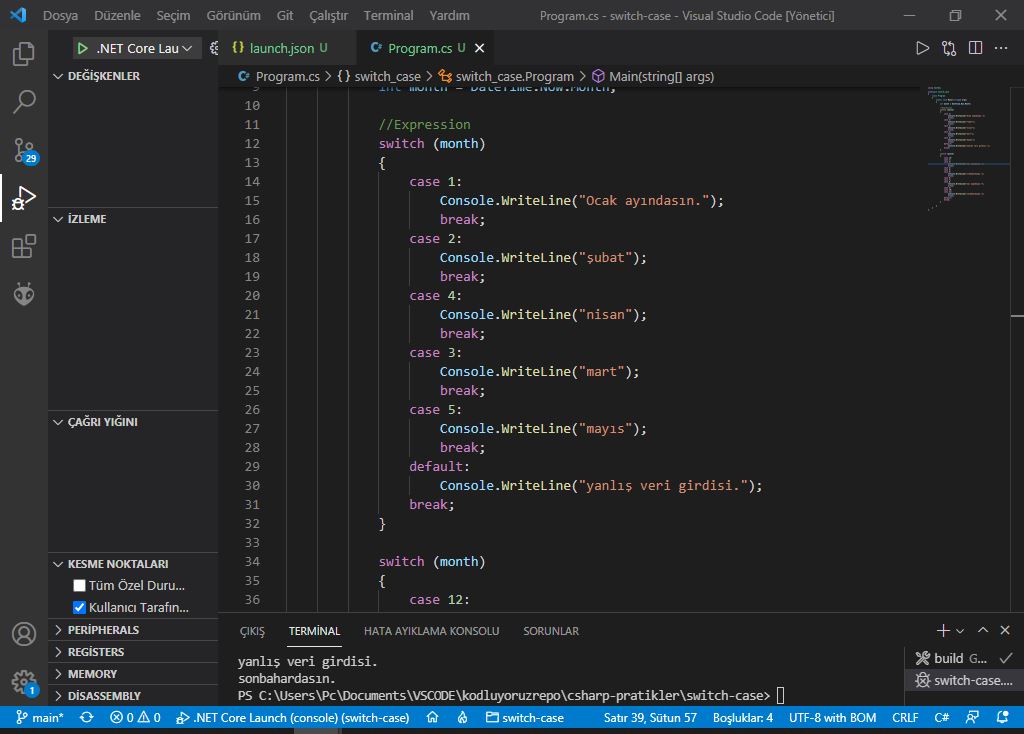 Dosya Düzenle Seçim Görünüm Git Çalıştır Terminal Yardım Program.cs - switch-case - Visual Studio Code [Yönetici]
.NET Core Lau
launch.json U
Program.cs U
Program.cs > {} switch_case > switch_case.Program > Main(string[] args)
DEĞİŞKENLER
İZLEME
ÇAĞRI YIĞINI
KESME NOKTALARI
Tüm Özel Duru...
Kullanıcı Tarafın...
PERIPHERALS
REGISTERS
MEMORY
DISASSEMBLY
29
1
9 int month = DateTime.Now.Month;
10
11 //Expression
12 switch (month)
13 {
14 case 1:
15 Console.WriteLine("Ocak ayındasın.");
16 break;
17 case 2:
18 Console.WriteLine("şubat");
19 break;
20 case 4:
21 Console.WriteLine("nisan");
22 break;
23 case 3:
24 Console.WriteLine("mart");
25 break;
26 case 5:
27 Console.WriteLine("mayıs");
28 break;
29 default:
30 Console.WriteLine("yanlış veri girdisi.");
31 break;
32 }
33
34 switch (month)
35 {
36 case 12:
ÇIKIŞ TERMİNAL HATA AYIKLAMA KONSOLU SORUNLAR
yanlış veri girdisi.
sonbahardasın.
PS C:\Users\Pc\Documents\VSCODE\kodluyoruzrepo\csharp-pratikler\switch-case>
build G...
switch-case....
main* 0 0 .NET Core Launch (console) (switch-case) switch-case Satır 39, Sütun 57 Boşluklar: 4 UTF-8 with BOM CRLF C#